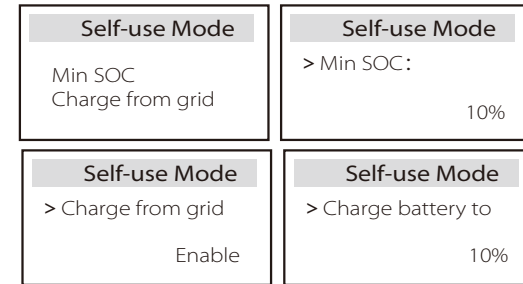 Self-use Mode
Min SOC
Charge from grid
Self-use Mode
> Min SOC:
10%
Self-use Mode
> Charge from grid
Enable
Self-use Mode
> Charge battery to
10%